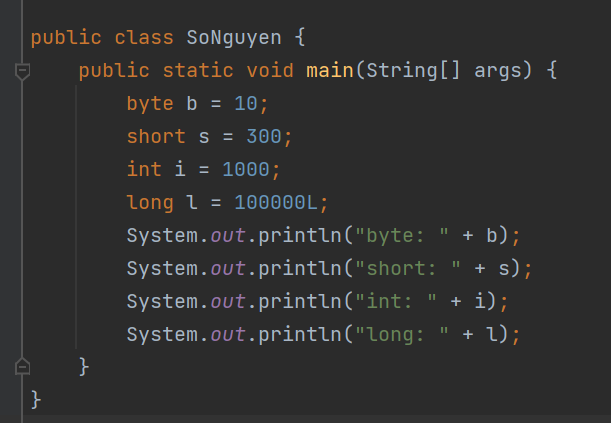 public class SoNguyen {
    public static void main(String[] args) {
        byte b = 10;
        short s = 300;
        int i = 1000;
        long l = 100000L;
        System.out.println("byte: " + b);
        System.out.println("short: " + s);
        System.out.println("int: " + i);
        System.out.println("long: " + l);
    }
}